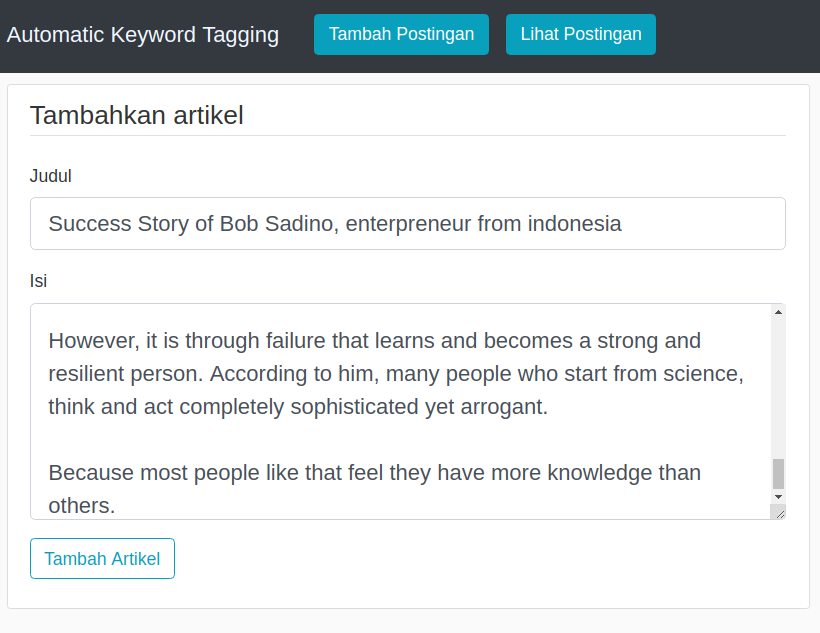 Automatic Keyword Tagging
Tambah Postingan
Lihat Postingan
Tambahkan artikel
Judul
Success Story of Bob Sadino, enterpreneur from indonesia
Isi
However, it is through failure that learns and becomes a strong and
resilient person. According to him, many people who start from science,
think and act completely sophisticated yet arrogant.
Because most people like that feel they have more knowledge than
others.
Tambah Artikel